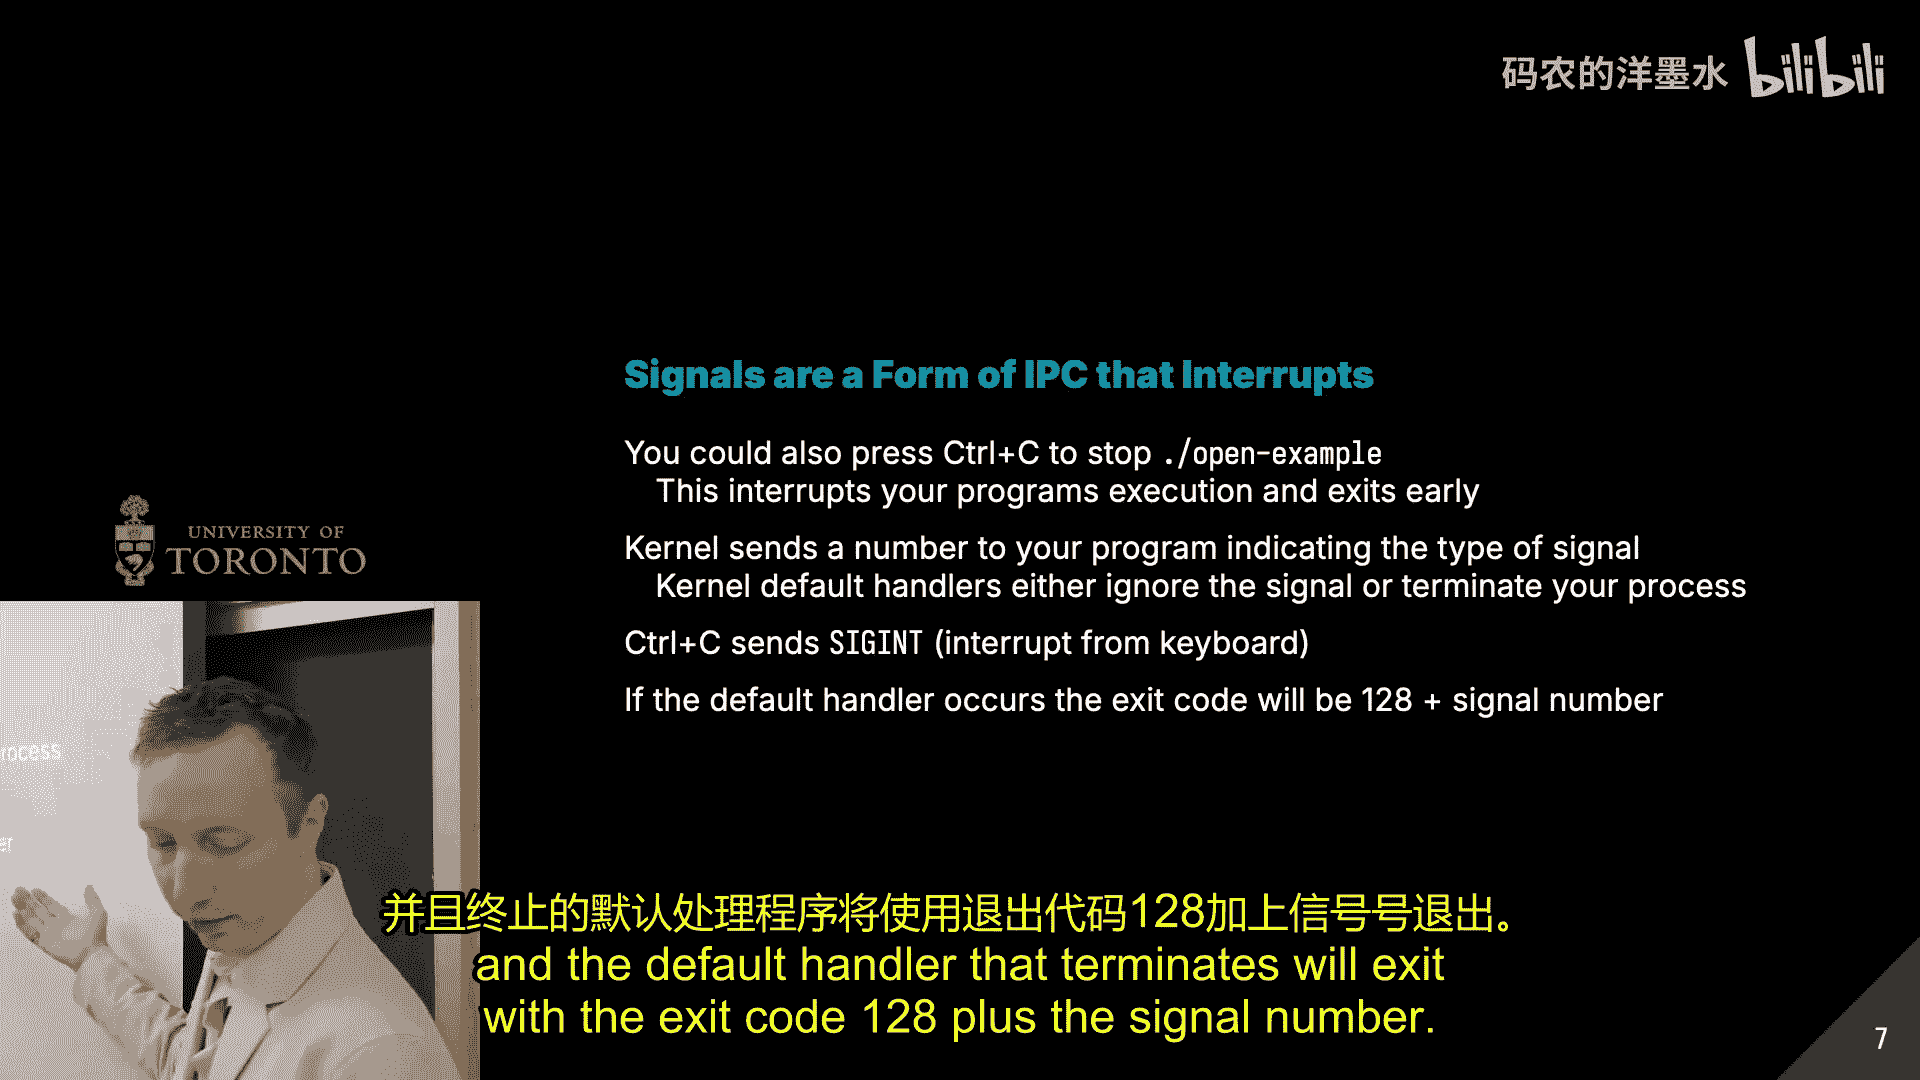 码农的洋墨水 bilibili
Signals are a Form of IPC that Interrupts
You could also press Ctrl+C to stop ./open-example
This interrupts your programs execution and exits early
Kernel sends a number to your program indicating the type of signal
Kernel default handlers either ignore the signal or terminate your process
Ctrl+C sends SIGINT (interrupt from keyboard)
If the default handler occurs the exit code will be 128 + signal number
UNIVERSITY OF
TORONTO
rocess
er
并且终止的默认处理程序将使用退出代码128加上信号号退出。
and the default handler that terminates will exit
with the exit code 128 plus the signal number.
7